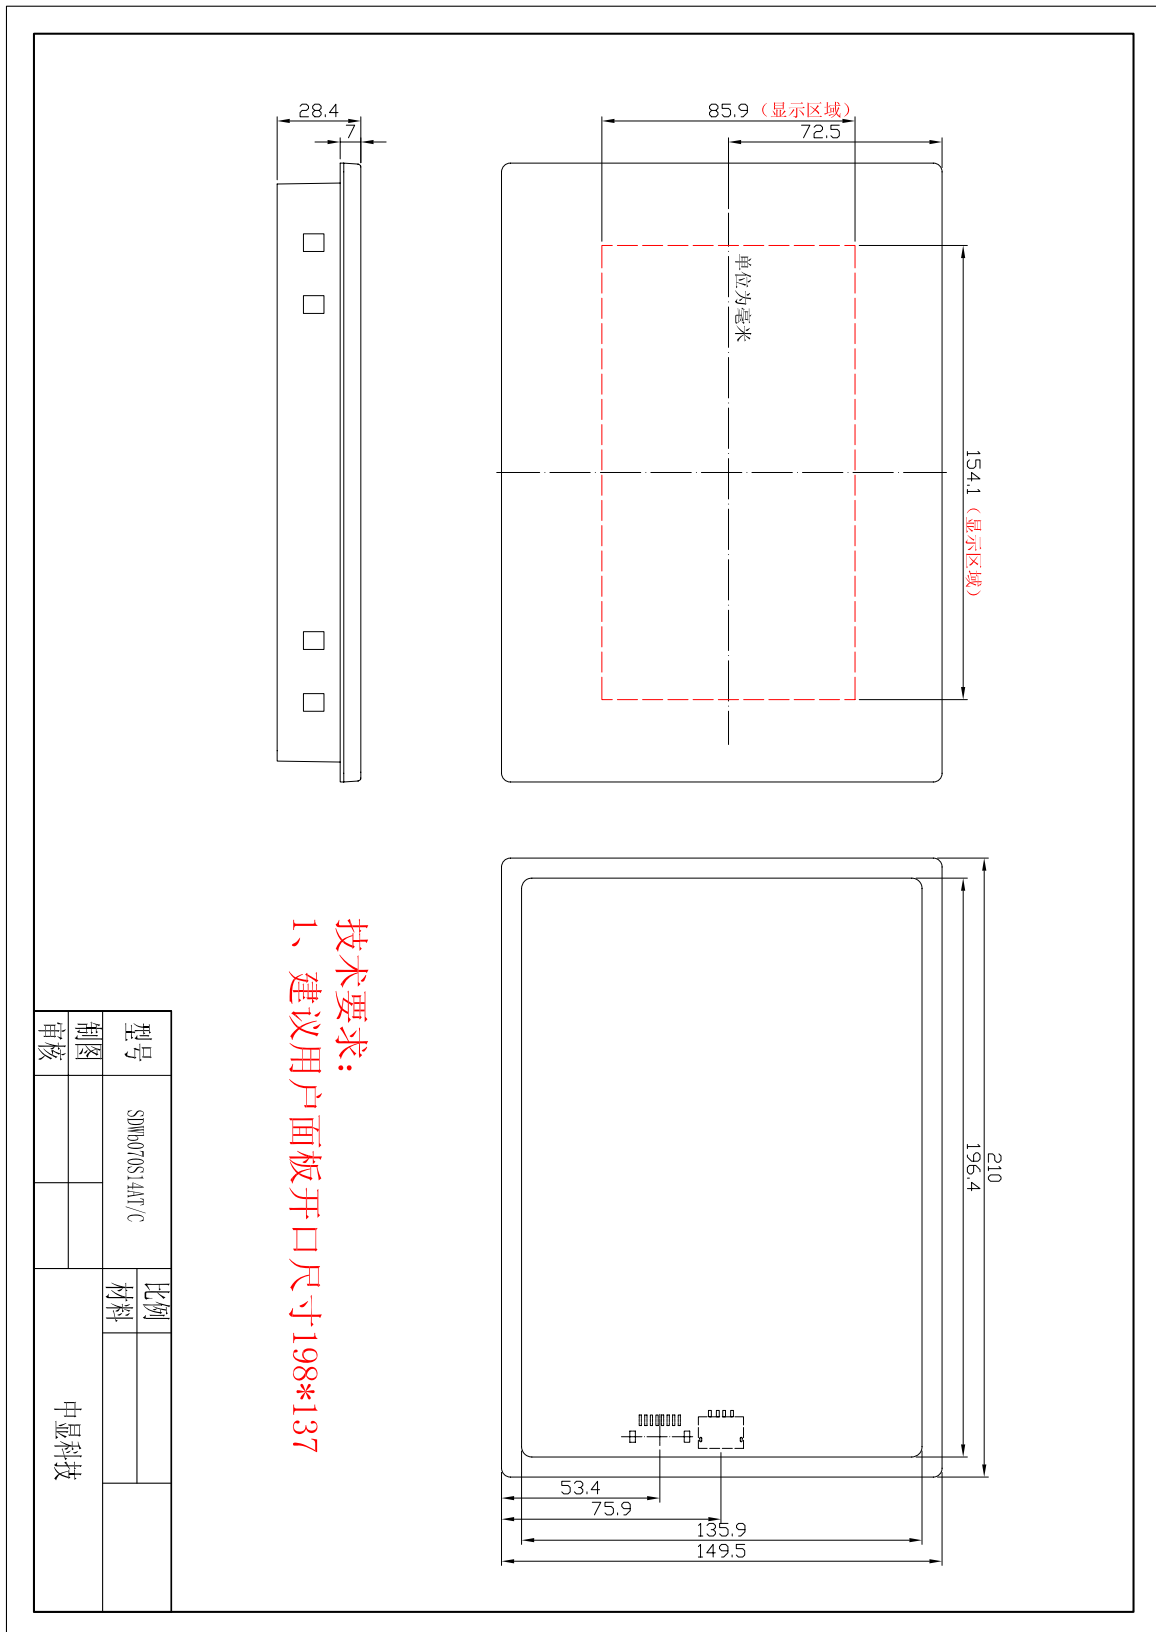 28.4
7
85.9（显示区域）
72.5
单位为毫米
154.1（显示区域）
210
196.4
53.4
75.9
135.9
149.5
技术要求：
1、建议用户面板开口尺寸198*137
型号
SDWb070S14AT/C
比例
材料
制图
审核
中显科技